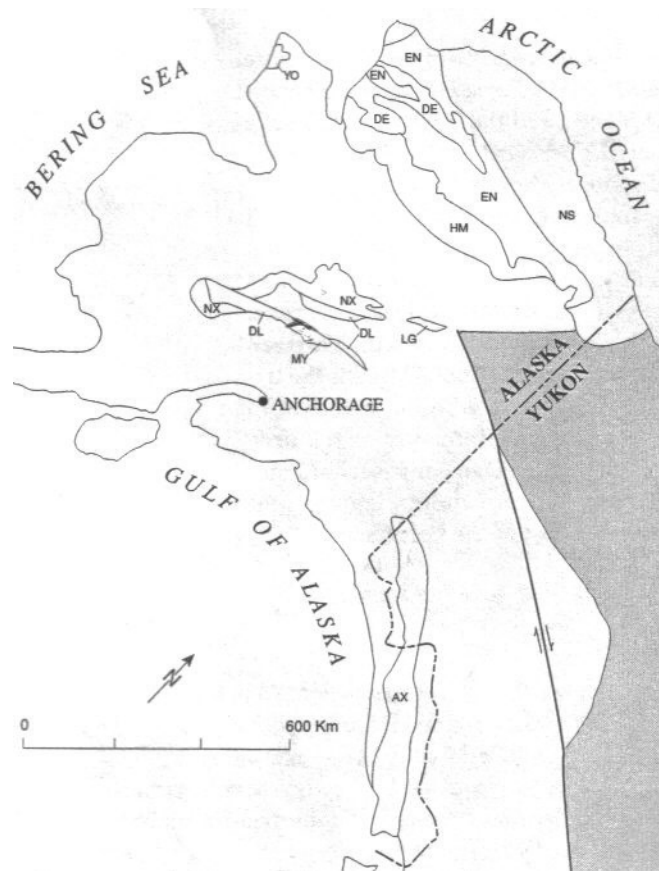 ARCTIC
OCEAN
BERING SEA
YO
EN
EN
DE
DE
EN
HM
NS
NX
NX
DL
DL
LG
MY
ALASKA
YUKON
ANCHORAGE
GULF OF ALASKA
N
AX
0
600 Km